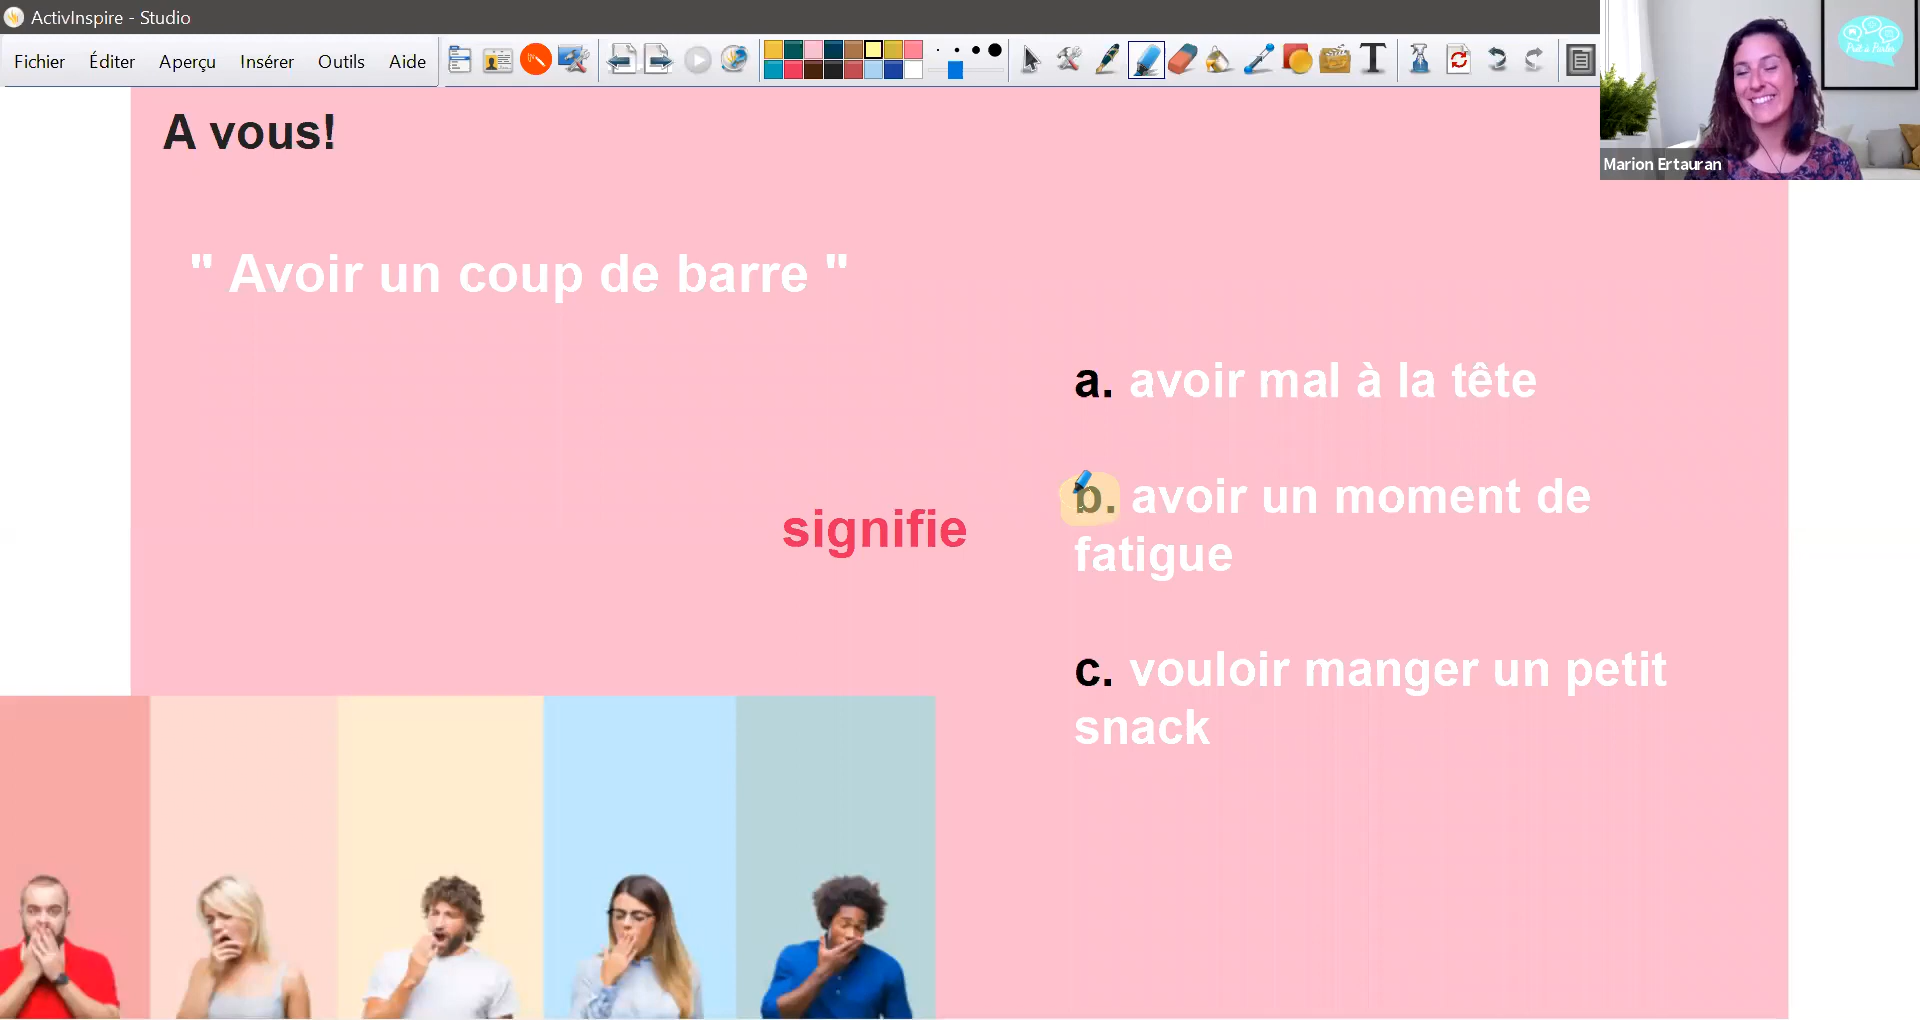 ActivInspire - Studio
Fichier Éditer Aperçu Insérer Outils Aide
T
Marion Ertauran
A vous!
" Avoir un coup de barre "
signifie
a. avoir mal à la tête
b. avoir un moment de
fatigue
c. vouloir manger un petit
snack